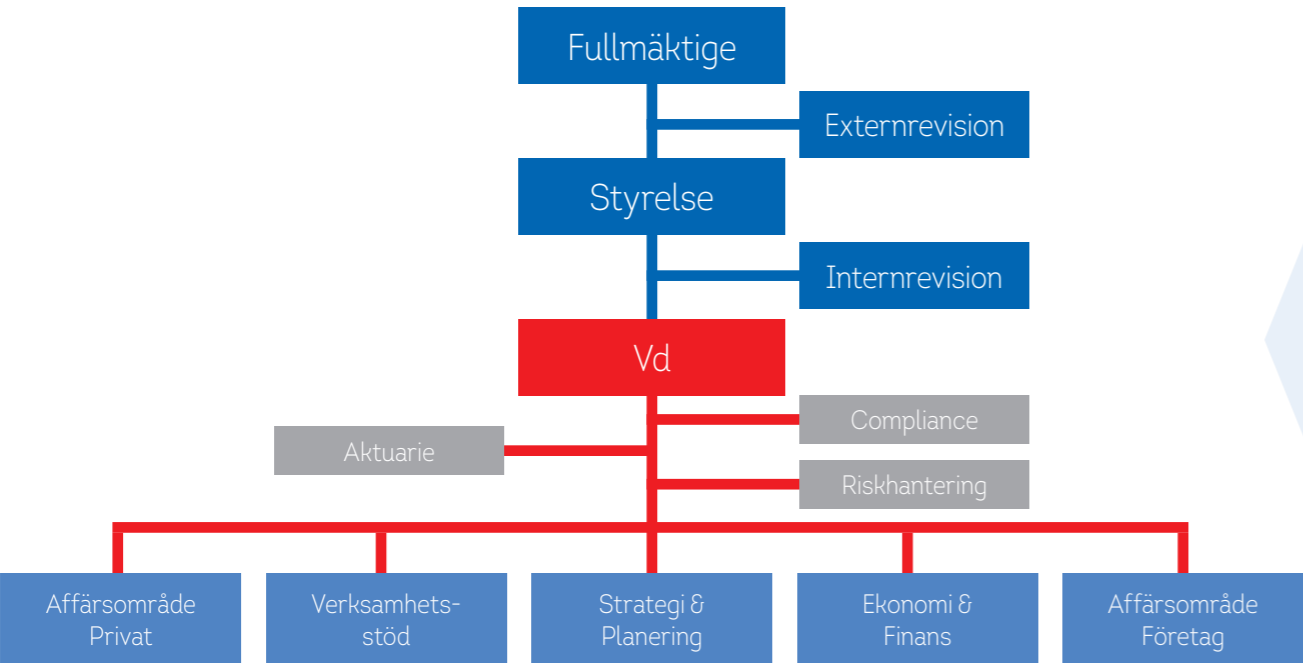 Fullmäktige
Externrevision
Styrelse
Internrevision
Vd
Compliance
Aktuarie
Riskhantering
Affärsområde
Privat
Verksamhets-
stöd
Strategi &
Planering
Ekonomi &
Finans
Affärsområde
Företag